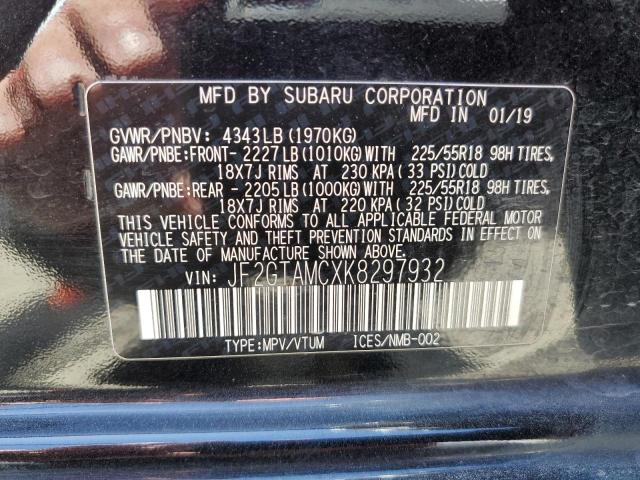 MFD BY SUBARU CORPORATION
MFD IN 01/19
GVWR/PNBV: 4343LB(1970KG)
GAWR/PNBE:FRONT- 2227LB(1010KG)WITH 225/55R18 98H TIRES,
18X7J RIMS AT 230 KPA( 33 PSI)COLD
GAWR/PNBE:REAR - 2205LB(1000KG)WITH 225/55R18 98H TIRES,
18X7J RIMS AT 220 KPA( 32 PSI)COLD
THIS VEHICLE CONFORMS TO ALL APPLICABLE FEDERAL MOTOR
VEHICLE SAFETY AND THEFT PREVENTION STANDARDS IN EFFECT ON
THE DATE OF MANUFACTURE SHOWN ABOVE.
VIN: JF2GTAMCXK8297932
TYPE:MPV/VTUM ICES/NMB-002